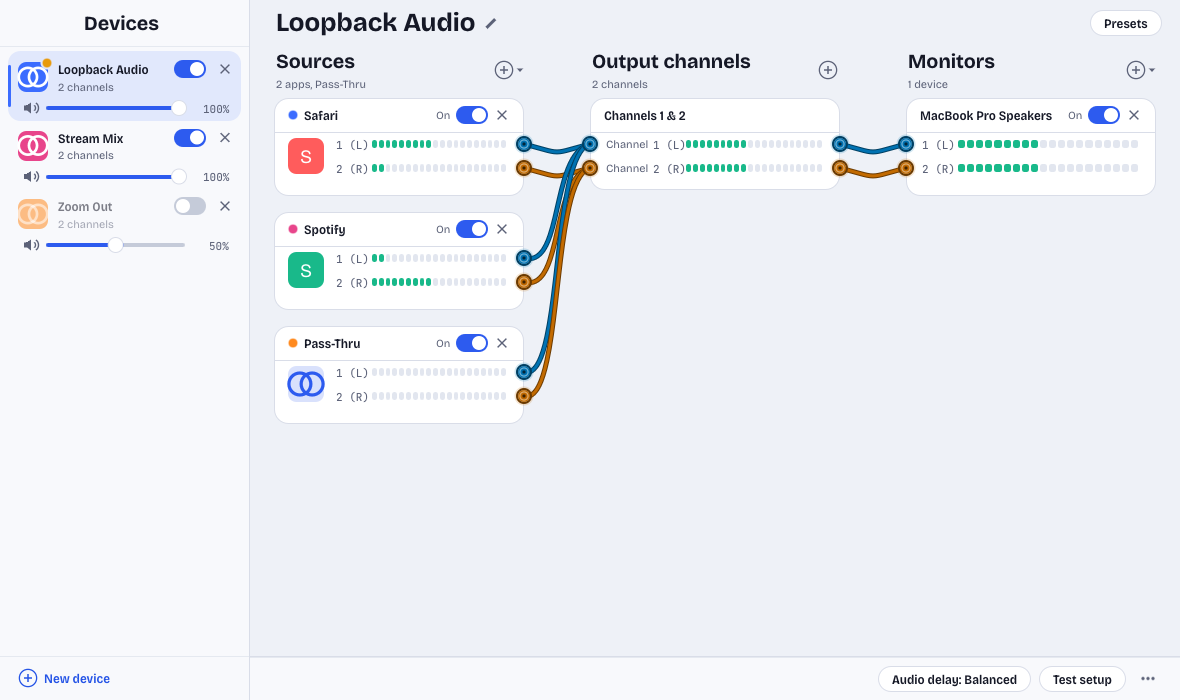 Devices
Loopback Audio
2 channels
100%
Stream Mix
2 channels
100%
Zoom Out
2 channels
50%
New device
Loopback Audio
Presets
Sources
2 apps, Pass-Thru
Safari
On
S
1 (L)
2 (R)
Spotify
On
S
1 (L)
2 (R)
Pass-Thru
On
1 (L)
2 (R)
Output channels
2 channels
Channels 1 & 2
Channel 1 (L)
Channel 2 (R)
Monitors
1 device
MacBook Pro Speakers
On
1 (L)
2 (R)
Audio delay: Balanced
Test setup